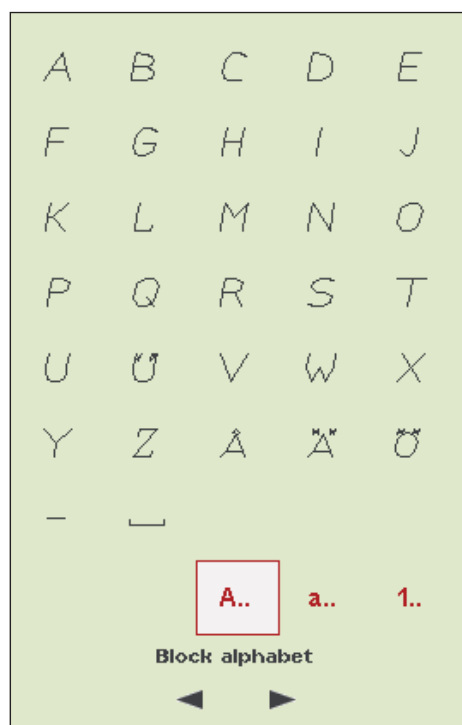 A B C D E
F G H I J
K L M N O
P Q R S T
U Ü V W X
Y Z Å Ä Ö
– ⎵
A.. a.. 1..
Block alphabet